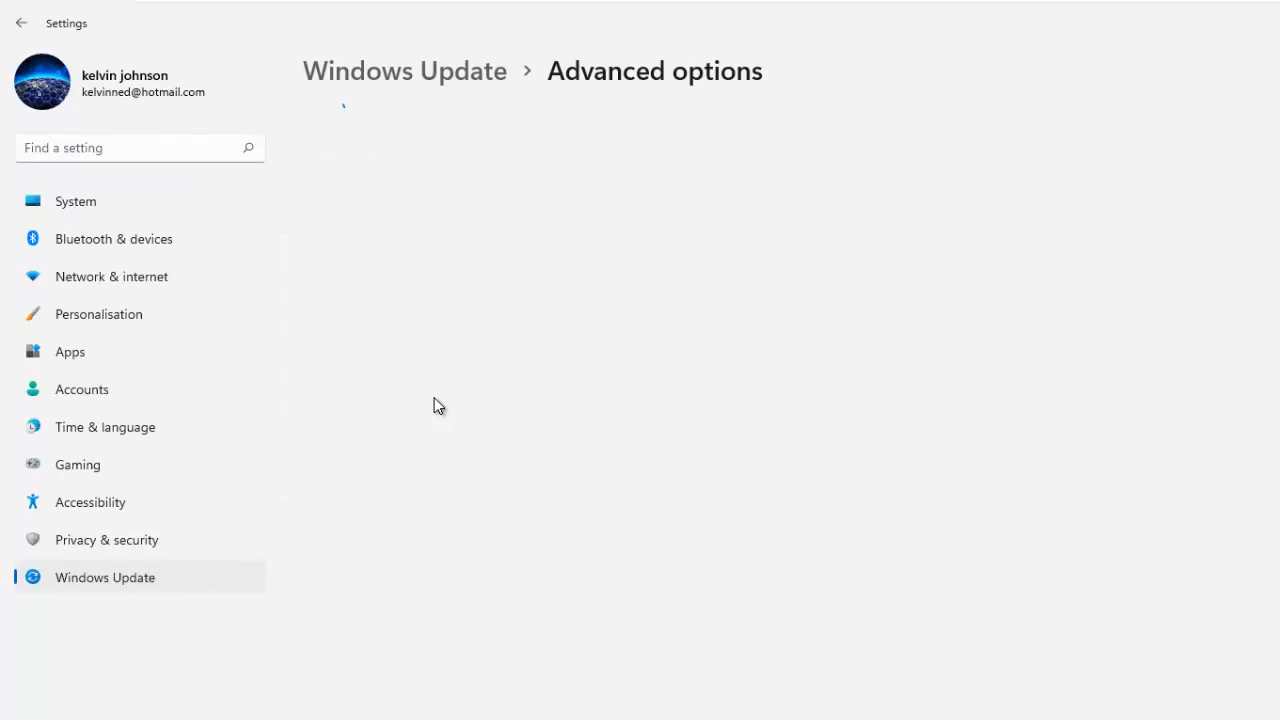 Settings
kelvin johnson
kelvinned@hotmail.com
Find a setting
System
Bluetooth & devices
Network & internet
Personalisation
Apps
Accounts
Time & language
Gaming
Accessibility
Privacy & security
Windows Update
Windows Update > Advanced options